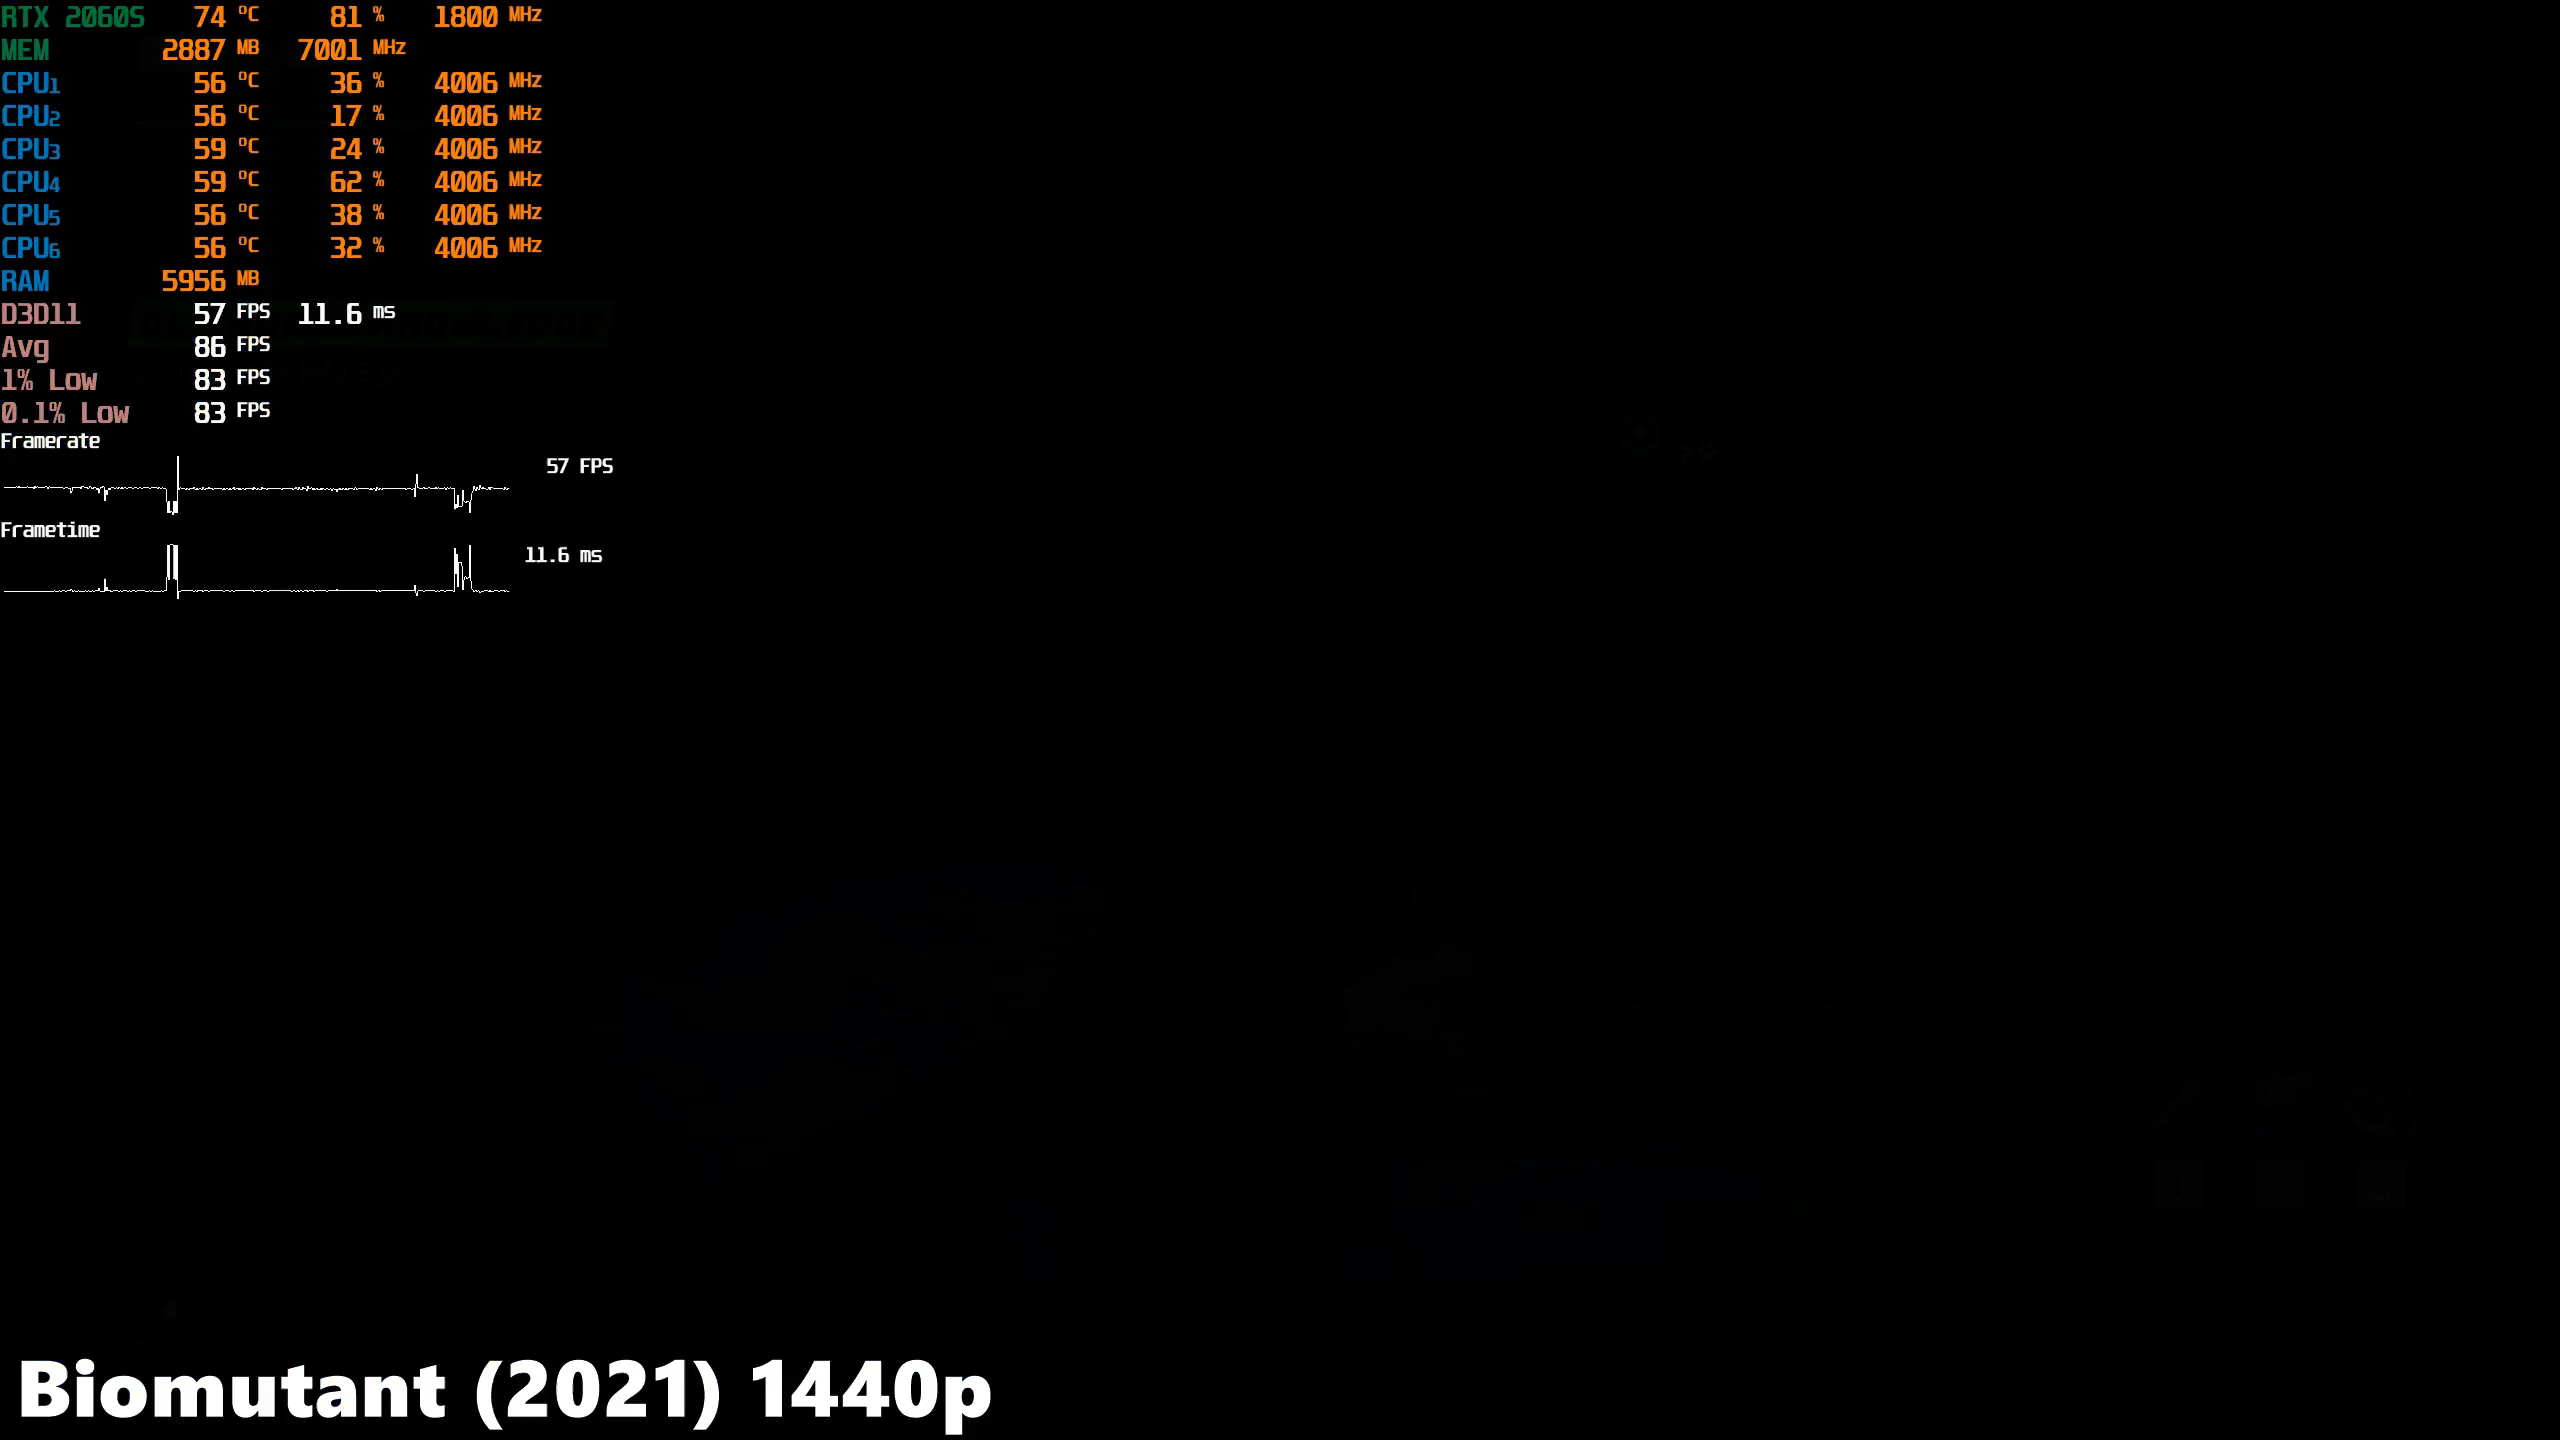 RTX 2060S 74 °C 81 % 1800 MHz
MEM 2887 MB 7001 MHz
CPU1 56 °C 36 % 4006 MHz
CPU2 56 °C 17 % 4006 MHz
CPU3 59 °C 24 % 4006 MHz
CPU4 59 °C 62 % 4006 MHz
CPU5 56 °C 38 % 4006 MHz
CPU6 56 °C 32 % 4006 MHz
RAM 5956 MB
D3D11 57 FPS 11.6 ms
Avg 86 FPS
1% Low 83 FPS
0.1% Low 83 FPS
Framerate
57 FPS
Frametime
11.6 ms
Biomutant (2021) 1440p